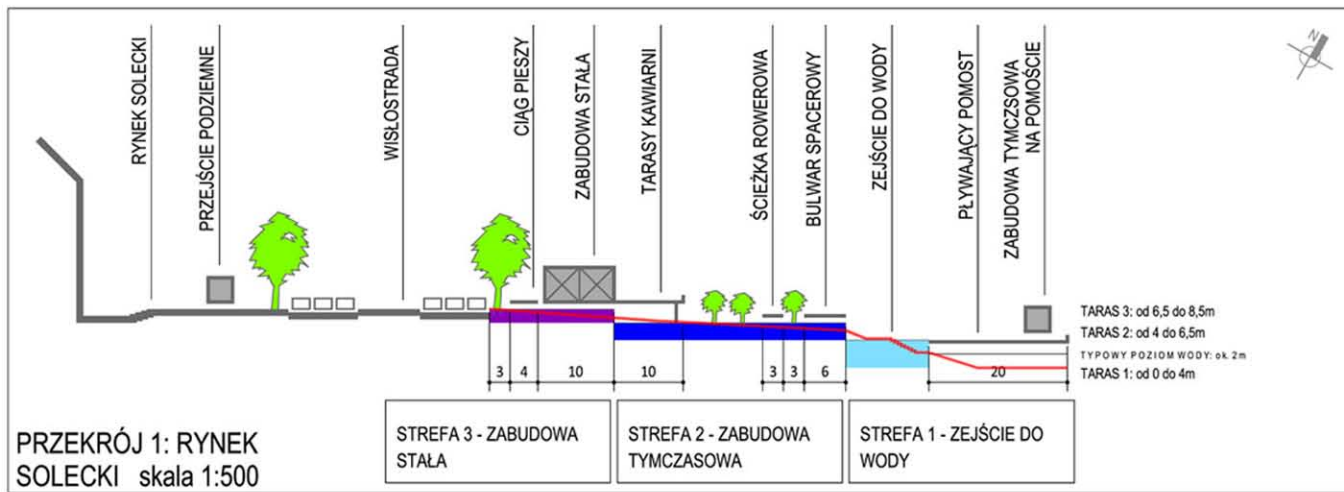 RYNEK SOLECKI
PRZEJŚCIE PODZIEMNE
WISŁOSTRADA
CIĄG PIESZY
ZABUDOWA STAŁA
TARASY KAWIARNI
ŚCIEŻKA ROWEROWA
BULWAR SPACEROWY
ZEJŚCIE DO WODY
PŁYWAJĄCY POMOST
ZABUDOWA TYMCZSOWA
NA POMOŚCIE
N
TARAS 3: od 6,5 do 8,5m
TARAS 2: od 4 do 6,5m
TYPOWY POZIOM WODY: ok. 2m
TARAS 1: od 0 do 4m
3 4 10 10 3 3 6 20
STREFA 3 - ZABUDOWA
STAŁA
STREFA 2 - ZABUDOWA
TYMCZASOWA
STREFA 1 - ZEJŚCIE DO
WODY
PRZEKRÓJ 1: RYNEK
SOLECKI skala 1:500